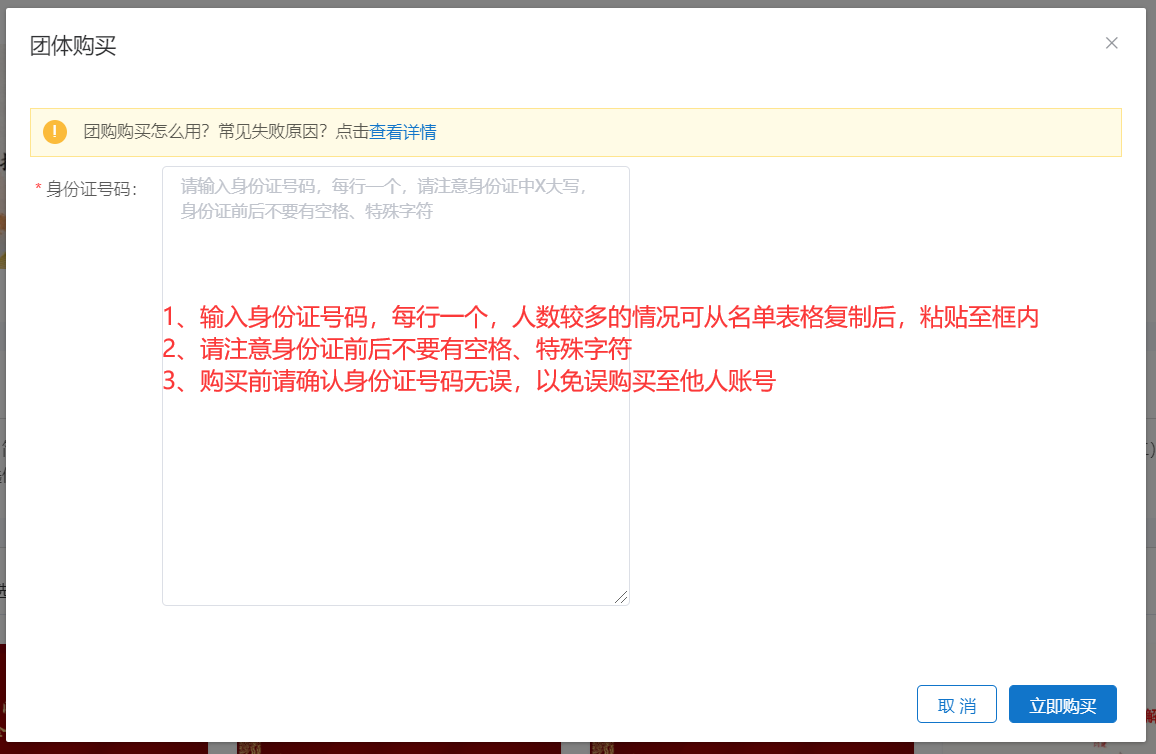 团体购买
团购购买怎么用？常见失败原因？点击查看详情
* 身份证号码：
请输入身份证号码，每行一个，请注意身份证中X大写，
身份证前后不要有空格、特殊字符
1、输入身份证号码，每行一个，人数较多的情况可从名单表格复制后，粘贴至框内
2、请注意身份证前后不要有空格、特殊字符
3、购买前请确认身份证号码无误，以免误购买至他人账号
取 消
立即购买